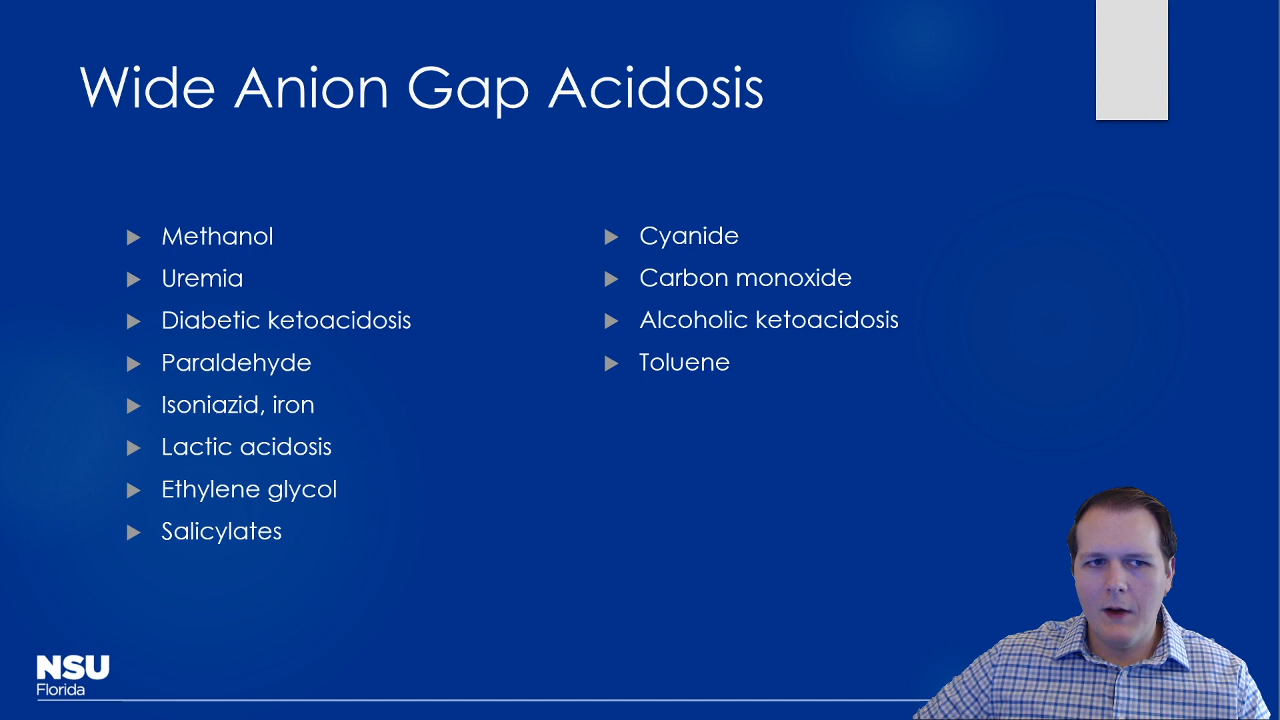 Wide Anion Gap Acidosis
Methanol
Uremia
Diabetic ketoacidosis
Paraldehyde
Isoniazid, iron
Lactic acidosis
Ethylene glycol
Salicylates
Cyanide
Carbon monoxide
Alcoholic ketoacidosis
Toluene
NSU
Florida